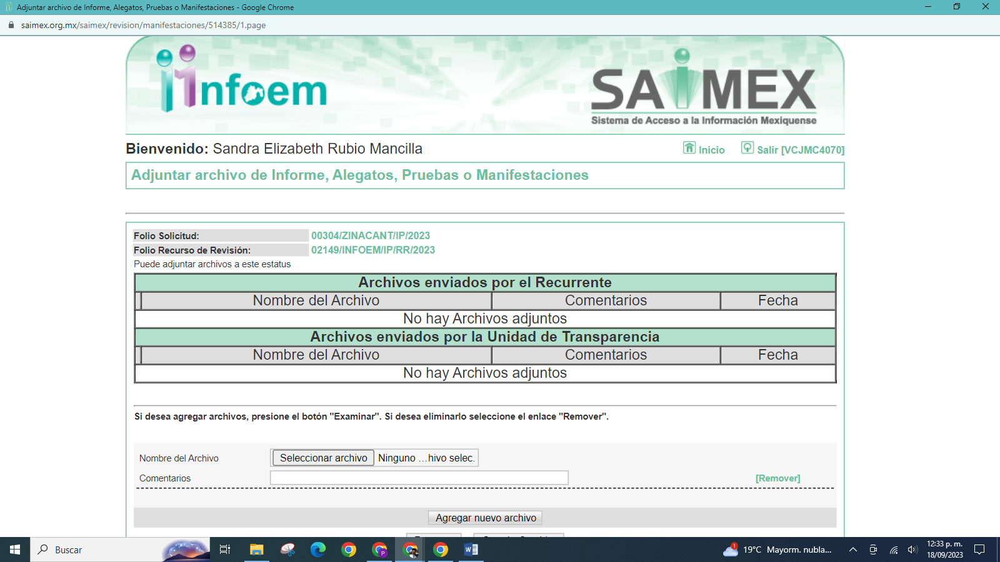 Adjuntar archivo de Informe, Alegatos, Pruebas o Manifestaciones - Google Chrome
saimex.org.mx/saimex/revision/manifestaciones/514385/1.page
infoem
SAIMEX
Sistema de Acceso a la Información Mexiquense
Bienvenido: Sandra Elizabeth Rubio Mancilla
Inicio Salir [VCJMC4070]
Adjuntar archivo de Informe, Alegatos, Pruebas o Manifestaciones
Folio Solicitud: 00304/ZINACANT/IP/2023
Folio Recurso de Revisión: 02149/INFOEM/IP/RR/2023
Puede adjuntar archivos a este estatus
Archivos enviados por el Recurrente
Nombre del Archivo Comentarios Fecha
No hay Archivos adjuntos
Archivos enviados por la Unidad de Transparencia
Nombre del Archivo Comentarios Fecha
No hay Archivos adjuntos
Si desea agregar archivos, presione el botón "Examinar". Si desea eliminarlo seleccione el enlace "Remover".
Nombre del Archivo Seleccionar archivo Ninguno ...hivo selec.
Comentarios [Remover]
Agregar nuevo archivo
Buscar
1 19°C Mayorm. nubla... 12:33 p. m.
18/09/2023